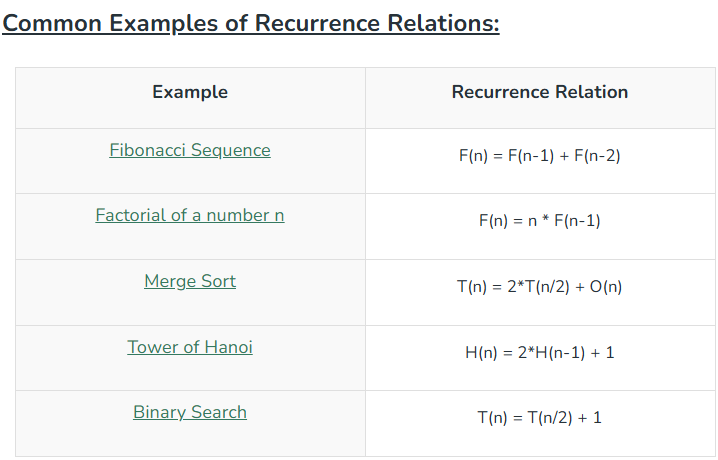 Common Examples of Recurrence Relations:
Example Recurrence Relation
Fibonacci Sequence F(n) = F(n-1) + F(n-2)
Factorial of a number n F(n) = n * F(n-1)
Merge Sort T(n) = 2*T(n/2) + O(n)
Tower of Hanoi H(n) = 2*H(n-1) + 1
Binary Search T(n) = T(n/2) + 1